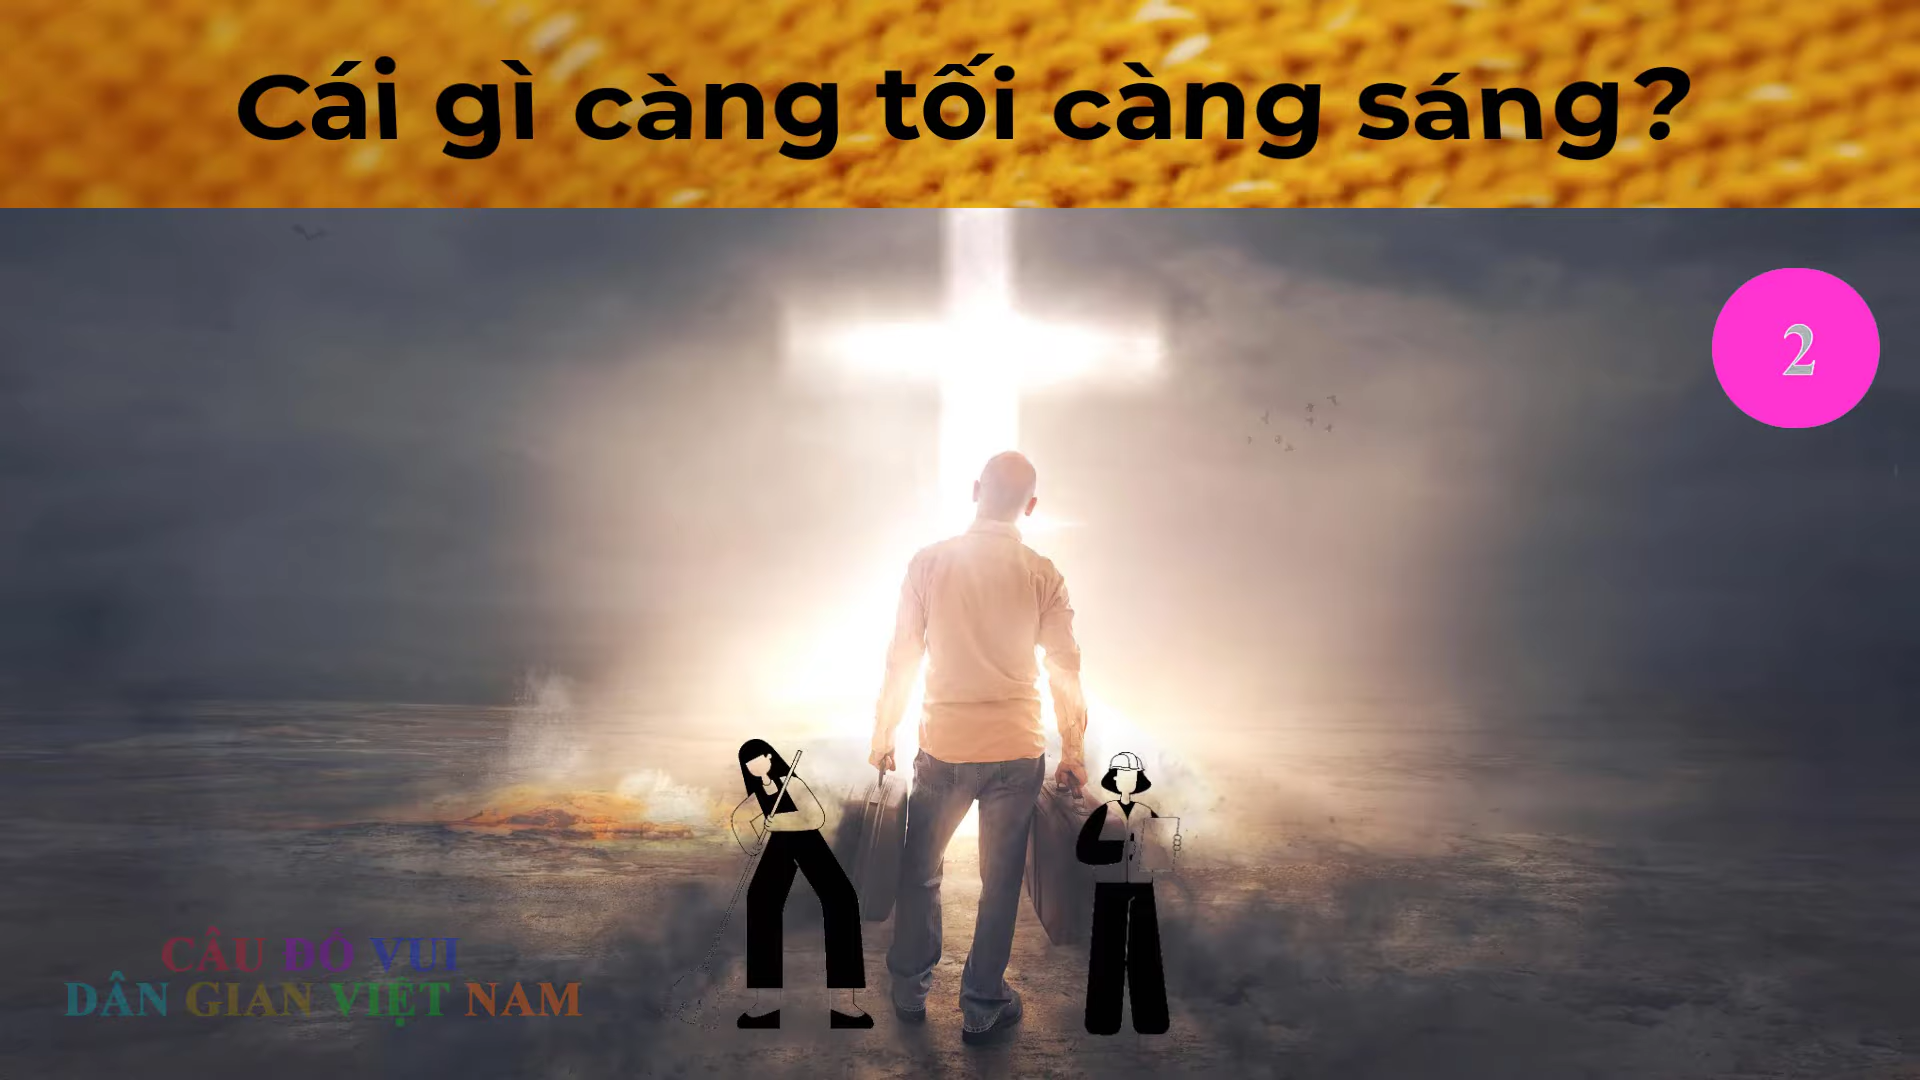 Cái gì càng tối càng sáng?
2
CÂU ĐỐ VUI
DÂN GIAN VIỆT NAM